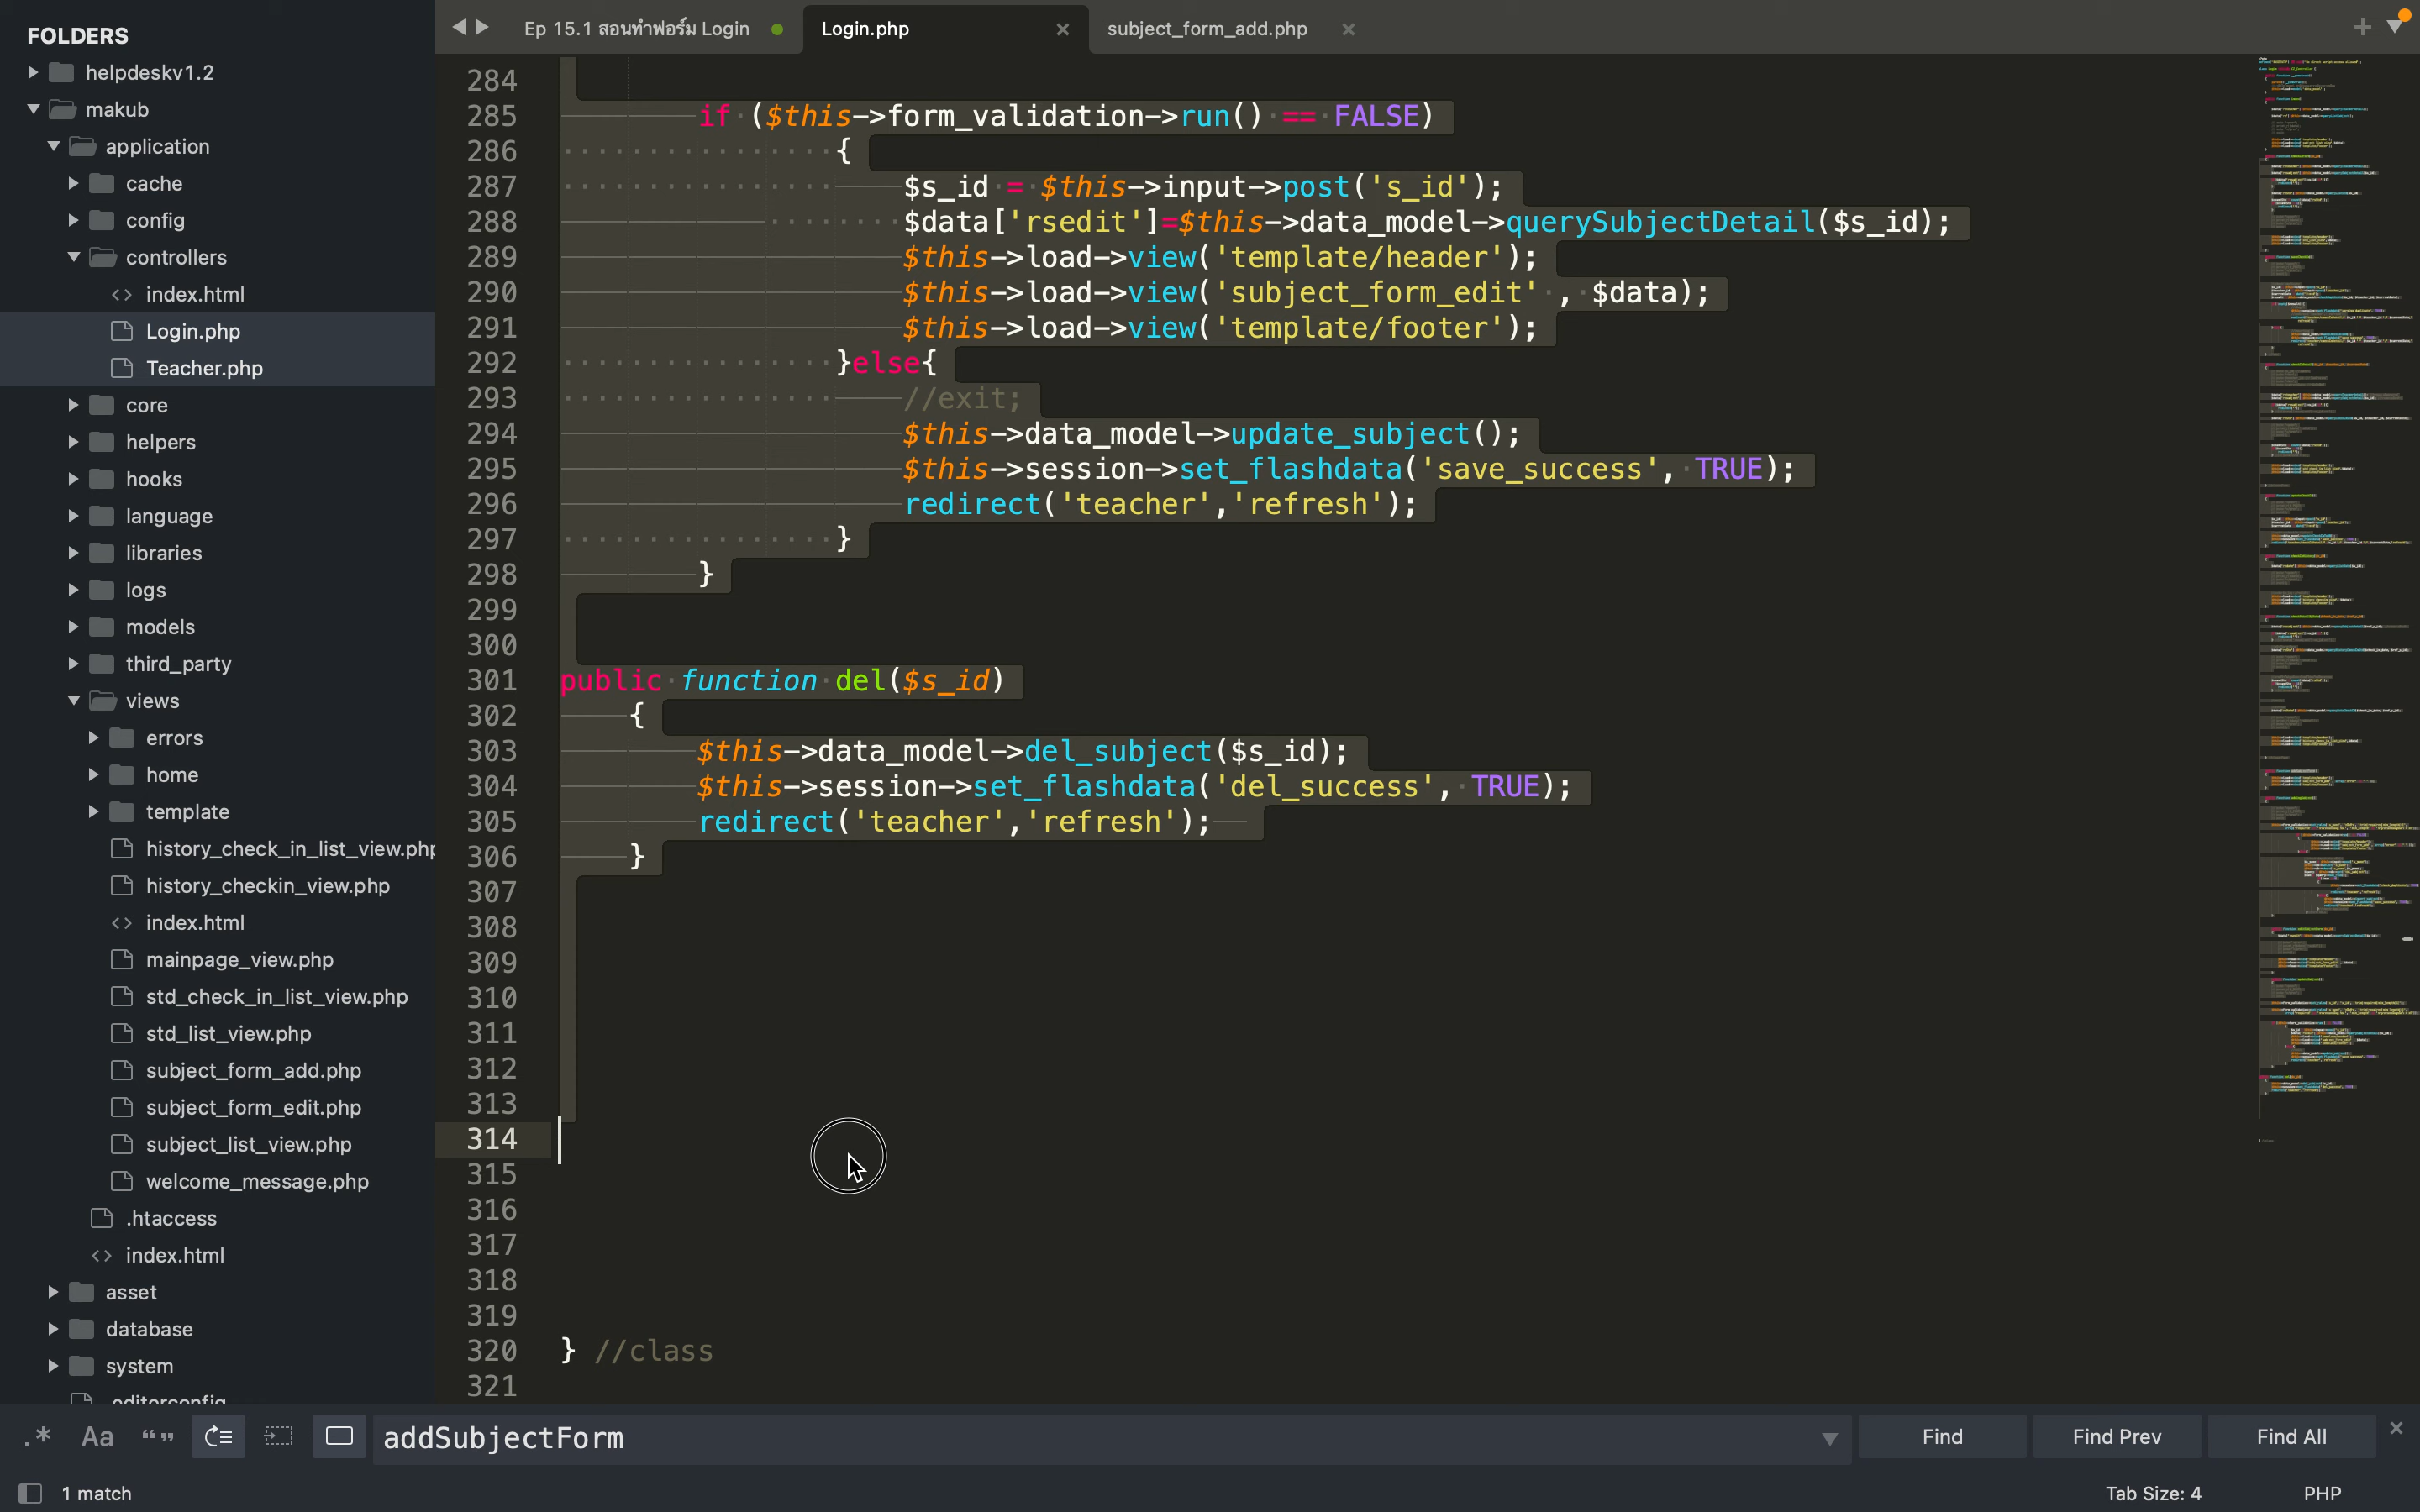 FOLDERS
helpdeskv1.2
makub
application
cache
config
controllers
index.html
Login.php
Teacher.php
core
helpers
hooks
language
libraries
logs
models
third_party
views
errors
home
template
history_check_in_list_view.php
history_checkin_view.php
index.html
mainpage_view.php
std_check_in_list_view.php
std_list_view.php
subject_form_add.php
subject_form_edit.php
subject_list_view.php
welcome_message.php
.htaccess
index.html
asset
database
system
.editorconfig
Ep 15.1 สอนทำฟอร์ม Login
Login.php
subject_form_add.php
284
285 if ($this->form_validation->run() == FALSE)
286 {
287 $s_id = $this->input->post('s_id');
288 $data['rsedit']=$this->data_model->querySubjectDetail($s_id);
289 $this->load->view('template/header');
290 $this->load->view('subject_form_edit' , $data);
291 $this->load->view('template/footer');
292 }else{
293 //exit;
294 $this->data_model->update_subject();
295 $this->session->set_flashdata('save_success', TRUE);
296 redirect('teacher','refresh');
297 }
298 }
299
300
301 public function del($s_id)
302 {
303 $this->data_model->del_subject($s_id);
304 $this->session->set_flashdata('del_success', TRUE);
305 redirect('teacher','refresh');
306 }
307
308
309
310
311
312
313
314
315
316
317
318
319
320 } //class
321
.* Aa “ ” addSubjectForm Find Find Prev Find All
1 match Tab Size: 4 PHP